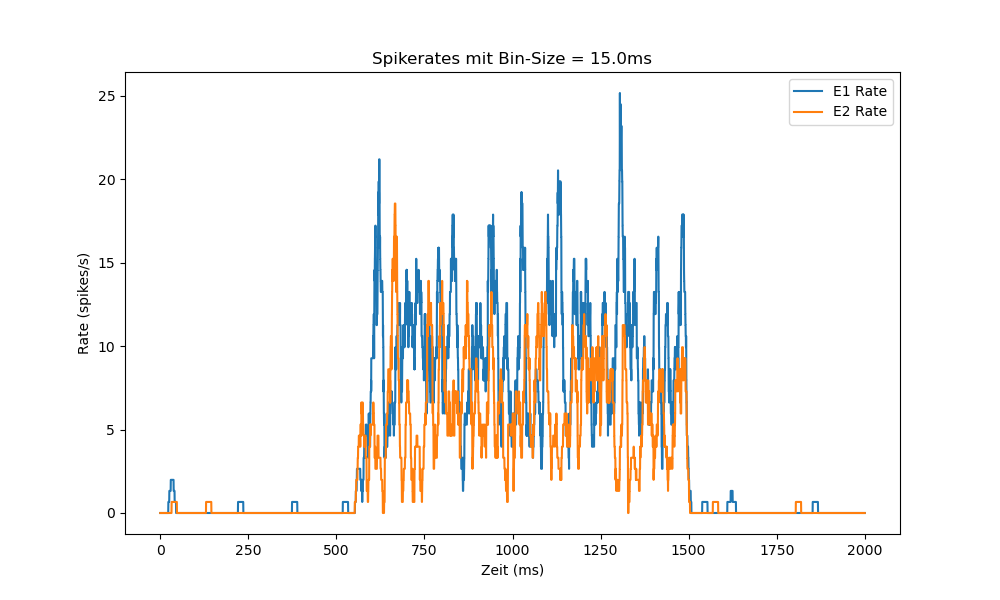 Spikerates mit Bin-Size = 15.0ms
E1 Rate
E2 Rate
Rate (spikes/s)
25
20
15
10
5
0
0 250 500 750 1000 1250 1500 1750 2000
Zeit (ms)